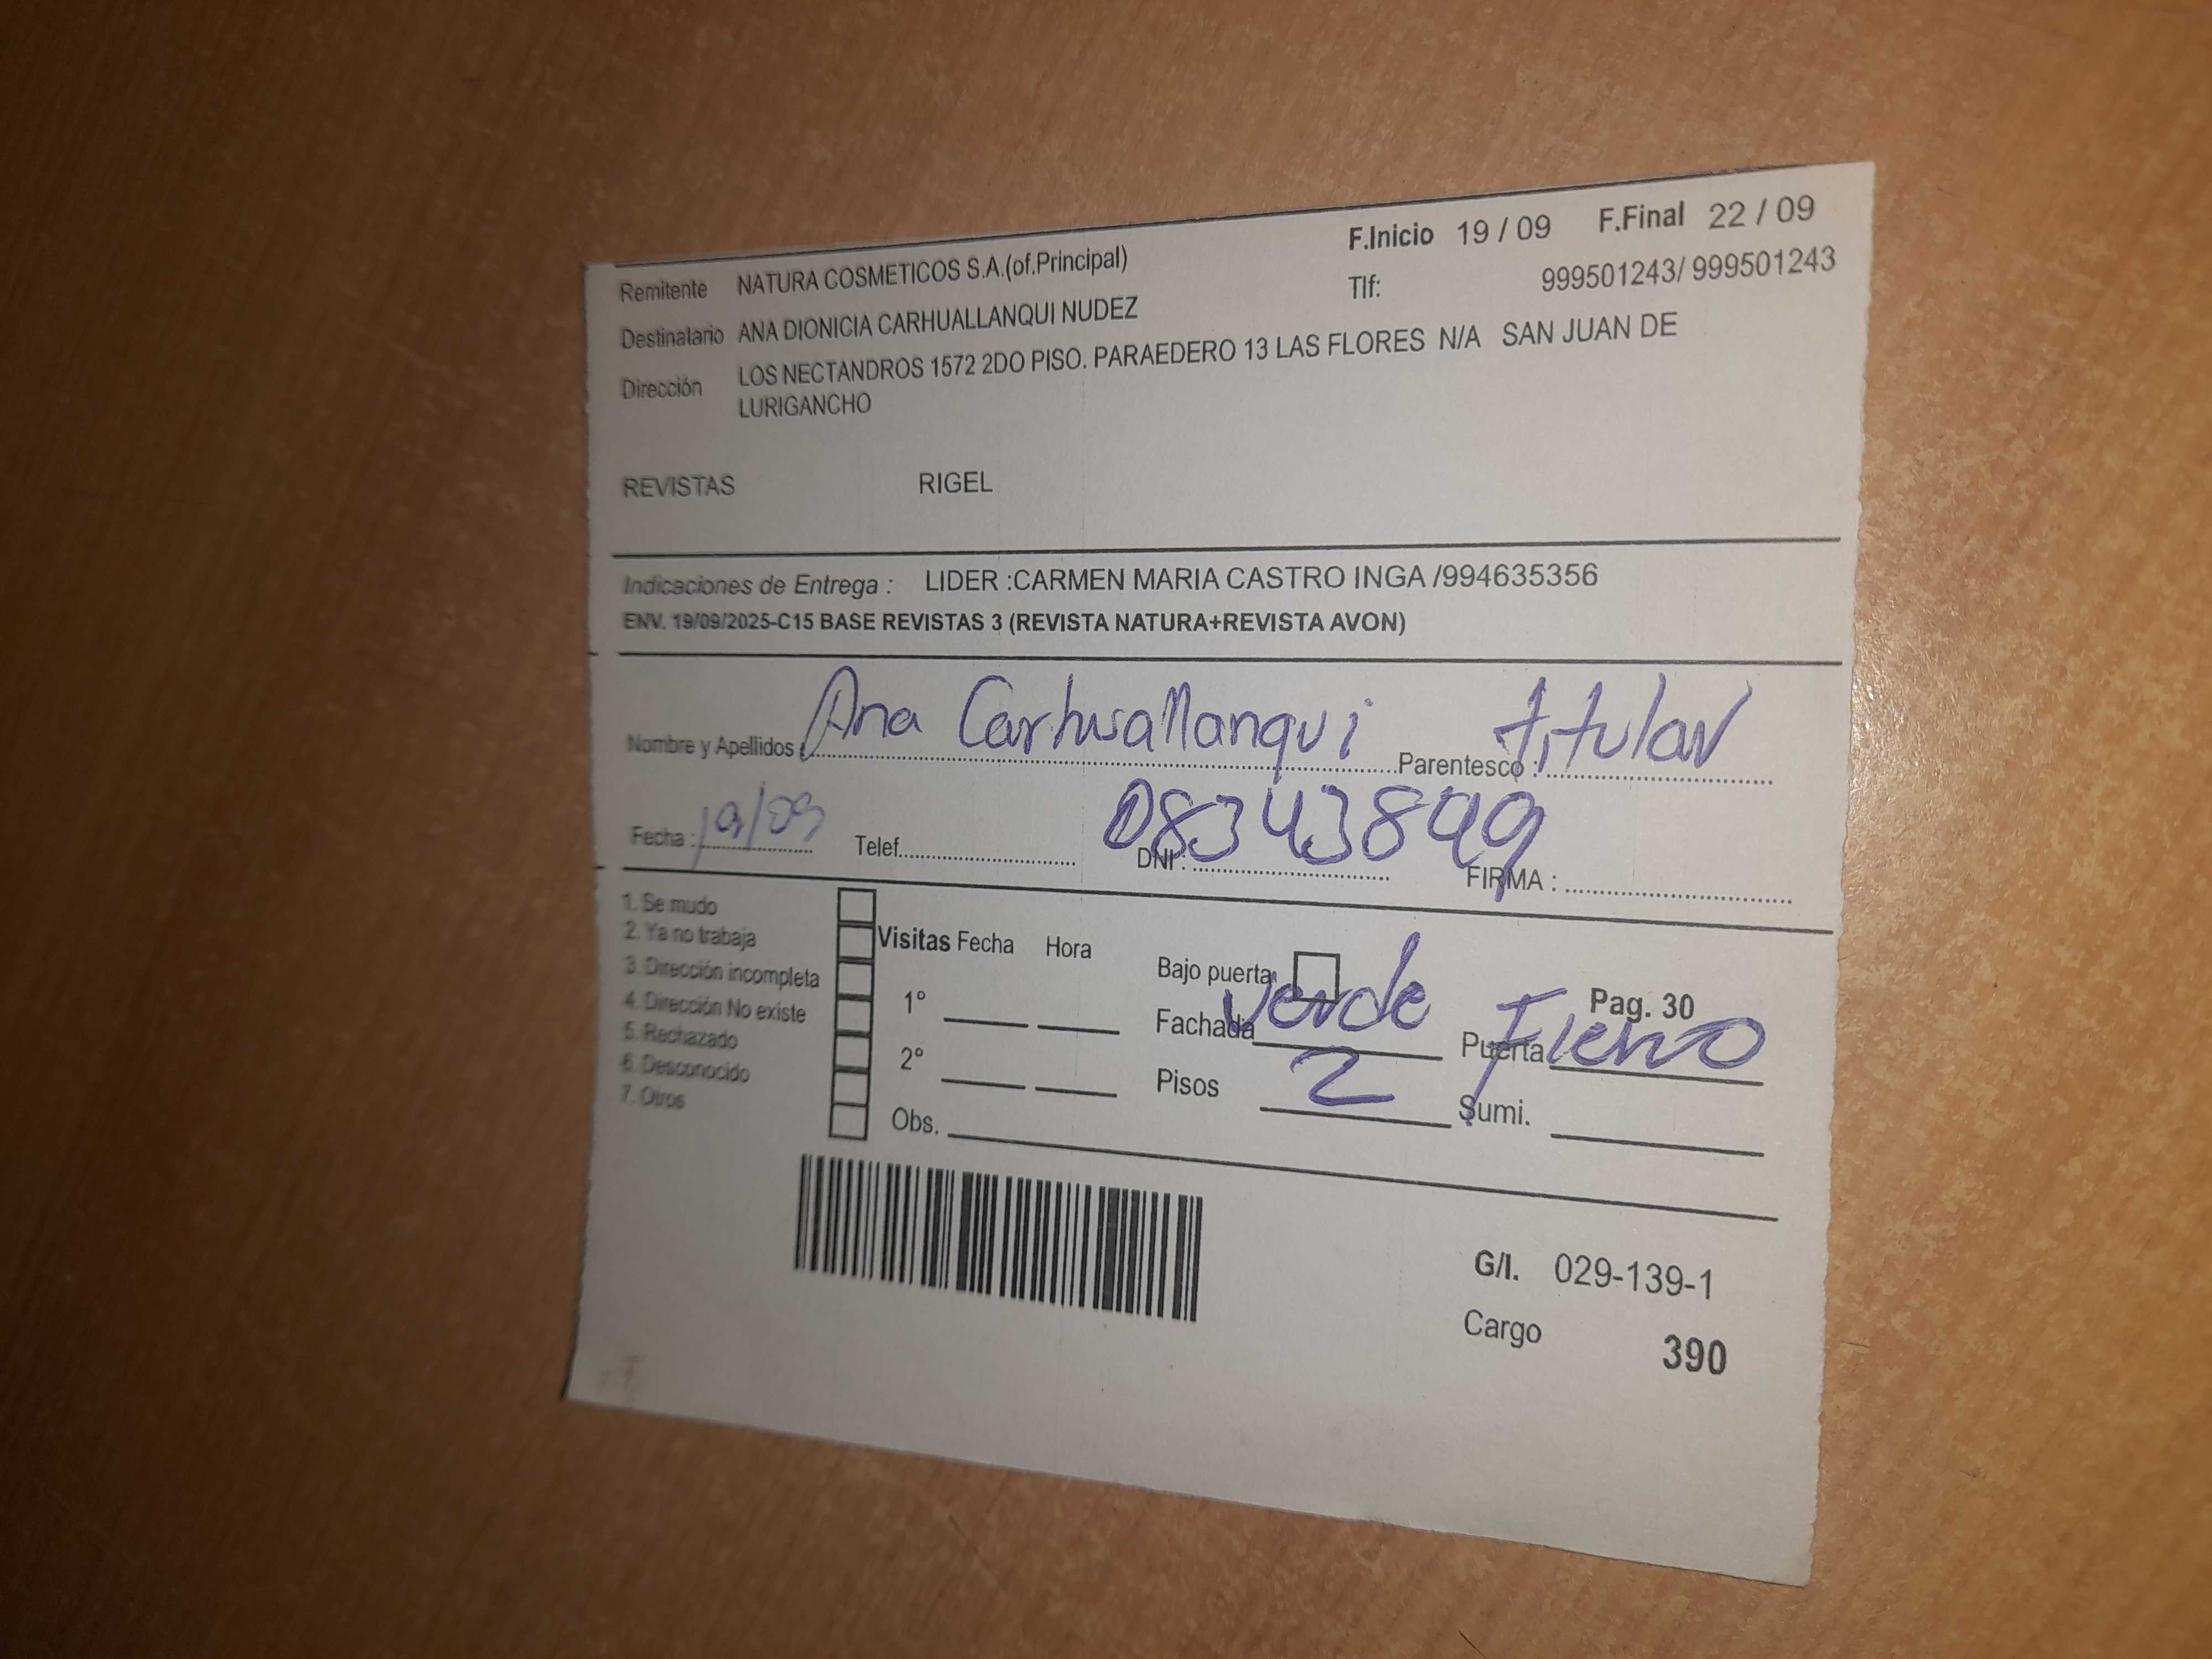 F.Inicio 19 / 09 F.Final 22 / 09
Remitente NATURA COSMETICOS S.A.(of.Principal) Tlf: 999501243/ 999501243
Destinatario ANA DIONICIA CARHUALLANQUI NUDEZ
Dirección LOS NECTANDROS 1572 2DO PISO. PARAEDERO 13 LAS FLORES N/A SAN JUAN DE
LURIGANCHO
REVISTAS RIGEL
Indicaciones de Entrega : LIDER :CARMEN MARIA CASTRO INGA /994635356
ENV. 19/09/2025-C15 BASE REVISTAS 3 (REVISTA NATURA+REVISTA AVON)
Nombre y Apellidos : Ana Carhuallanqui Parentesco : titular
Fecha : 19/09 Telef. DNI : 08343899 FIRMA :
1. Se mudo
2. Ya no trabaja
3. Dirección incompleta
4. Dirección No existe
5. Rechazado
6. Desconocido
7. Otros
Visitas Fecha Hora
1°
2°
Obs.
Bajo puerta
Pag. 30
Fachada Verde Puerta Fierro
Pisos 2 Sumi.
G/I. 029-139-1
Cargo 390